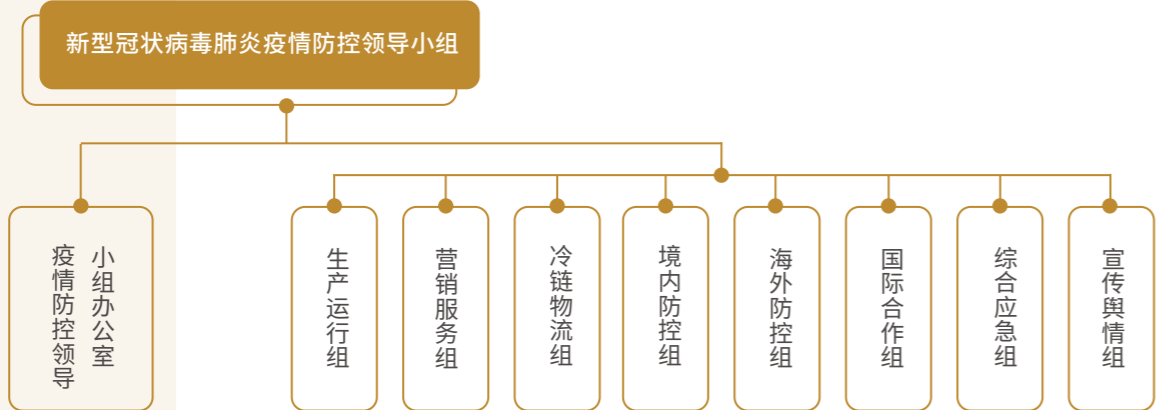 新型冠状病毒肺炎疫情防控领导小组
疫情防控领导
小组办公室
生产运行组
营销服务组
冷链物流组
境内防控组
海外防控组
国际合作组
综合应急组
宣传舆情组